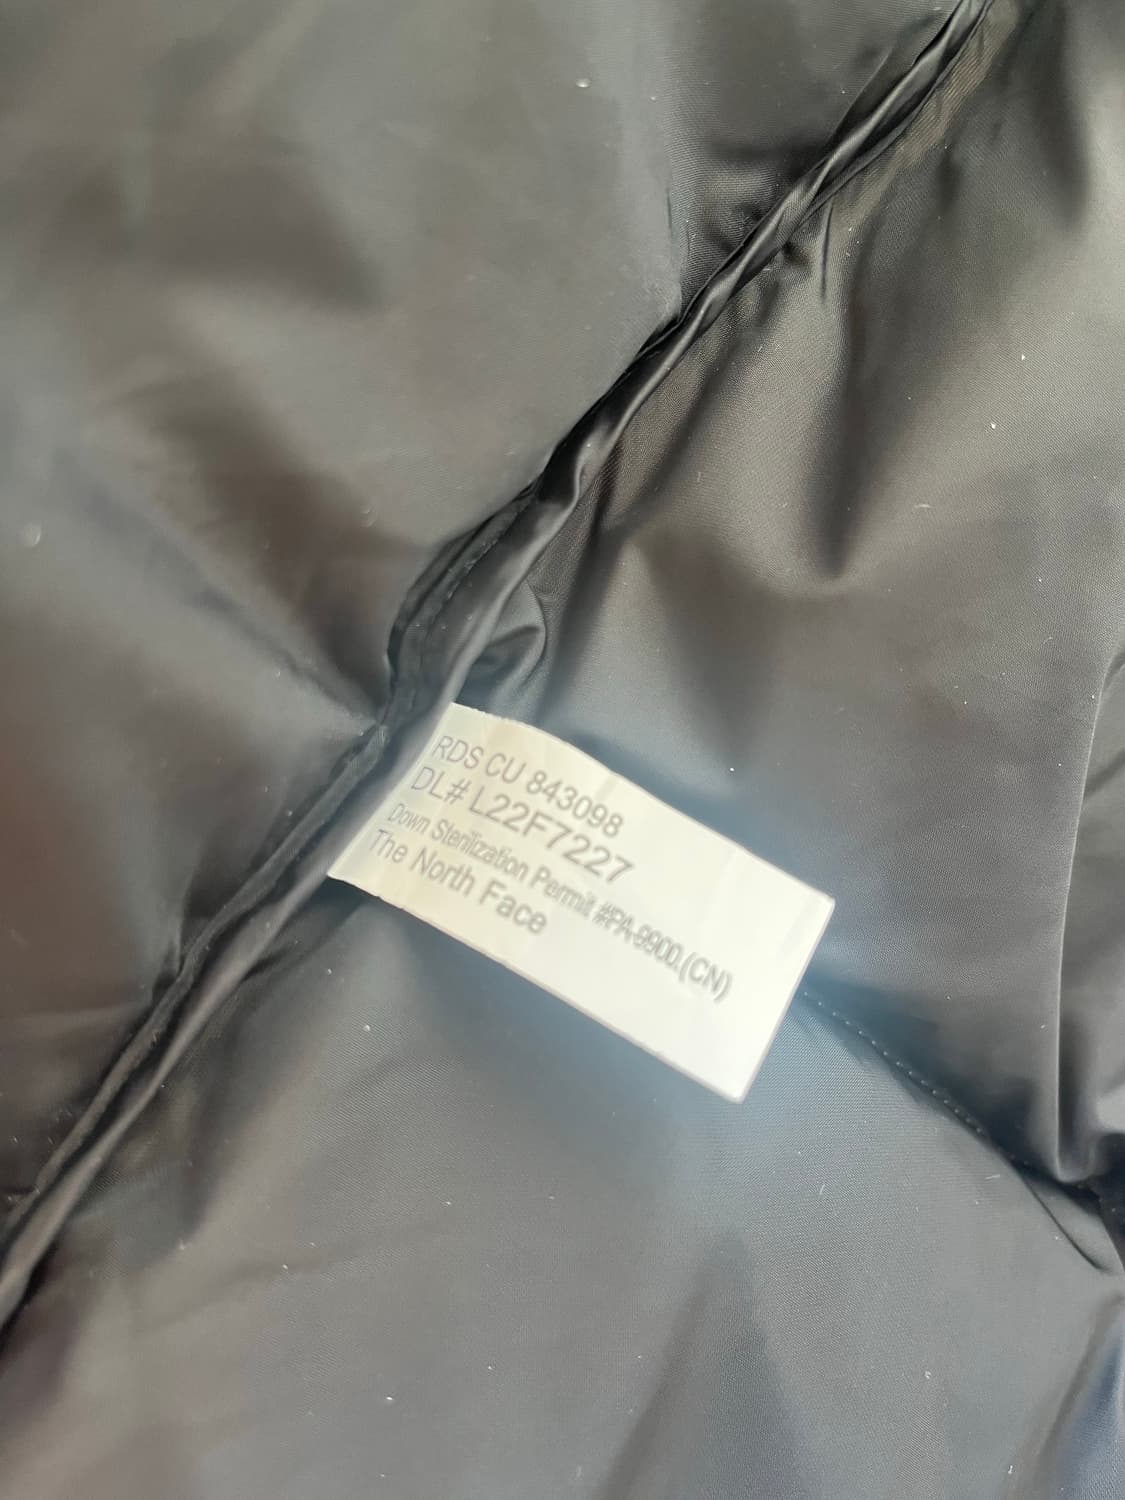 RDS CU 843098
DL# L22F7227
Down Sterilization Permit #PA-9900,(CN)
The North Face